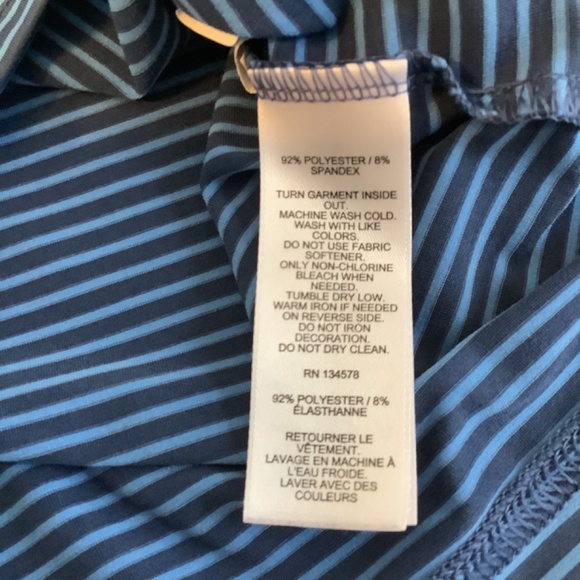 92% POLYESTER / 8%
SPANDEX
TURN GARMENT INSIDE
OUT.
MACHINE WASH COLD.
WASH WITH LIKE
COLORS.
DO NOT USE FABRIC
SOFTENER.
ONLY NON-CHLORINE
BLEACH WHEN
NEEDED.
TUMBLE DRY LOW.
WARM IRON IF NEEDED
ON REVERSE SIDE.
DO NOT IRON
DECORATION.
DO NOT DRY CLEAN.
RN 134578
92% POLYESTER / 8%
ÉLASTHANNE
RETOURNER LE
VÊTEMENT.
LAVAGE EN MACHINE À
L'EAU FROIDE.
LAVER AVEC DES
COULEURS